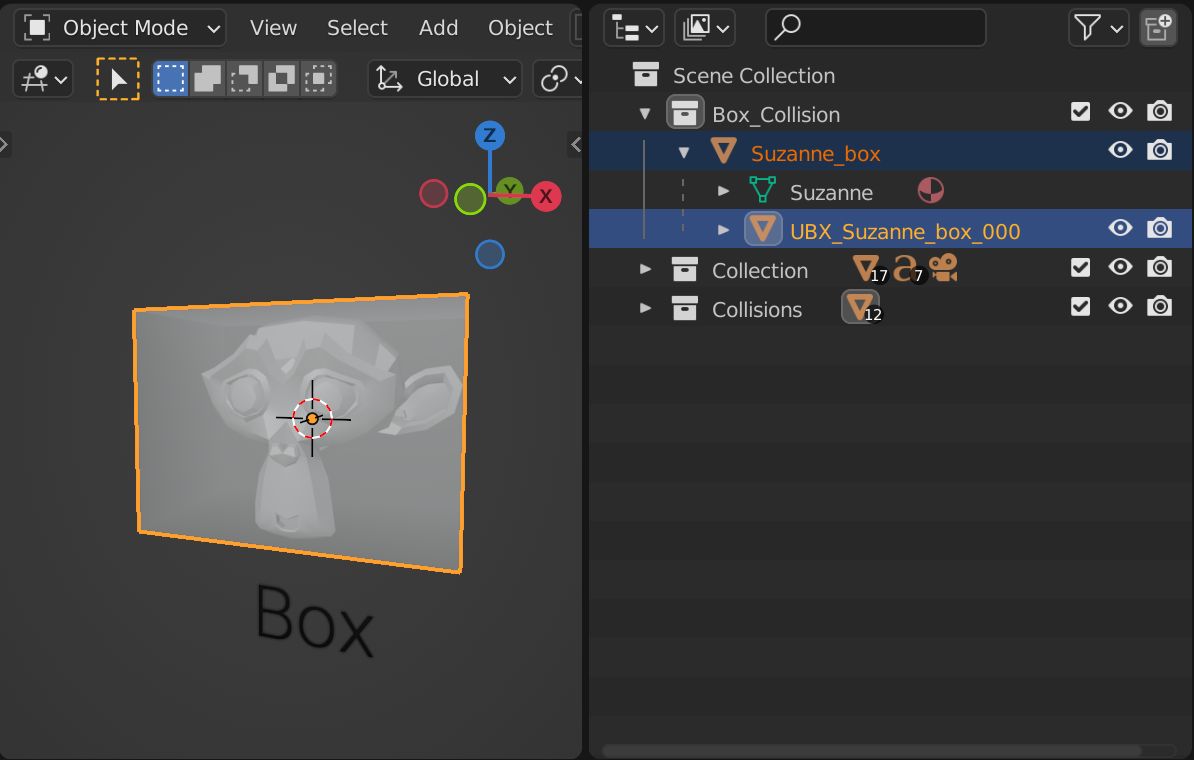 Object Mode View Select Add Object
Global
Z
Y
X
Box
Scene Collection
Box_Collision
Suzanne_box
Suzanne
UBX_Suzanne_box_000
Collection 17 7
Collisions 12